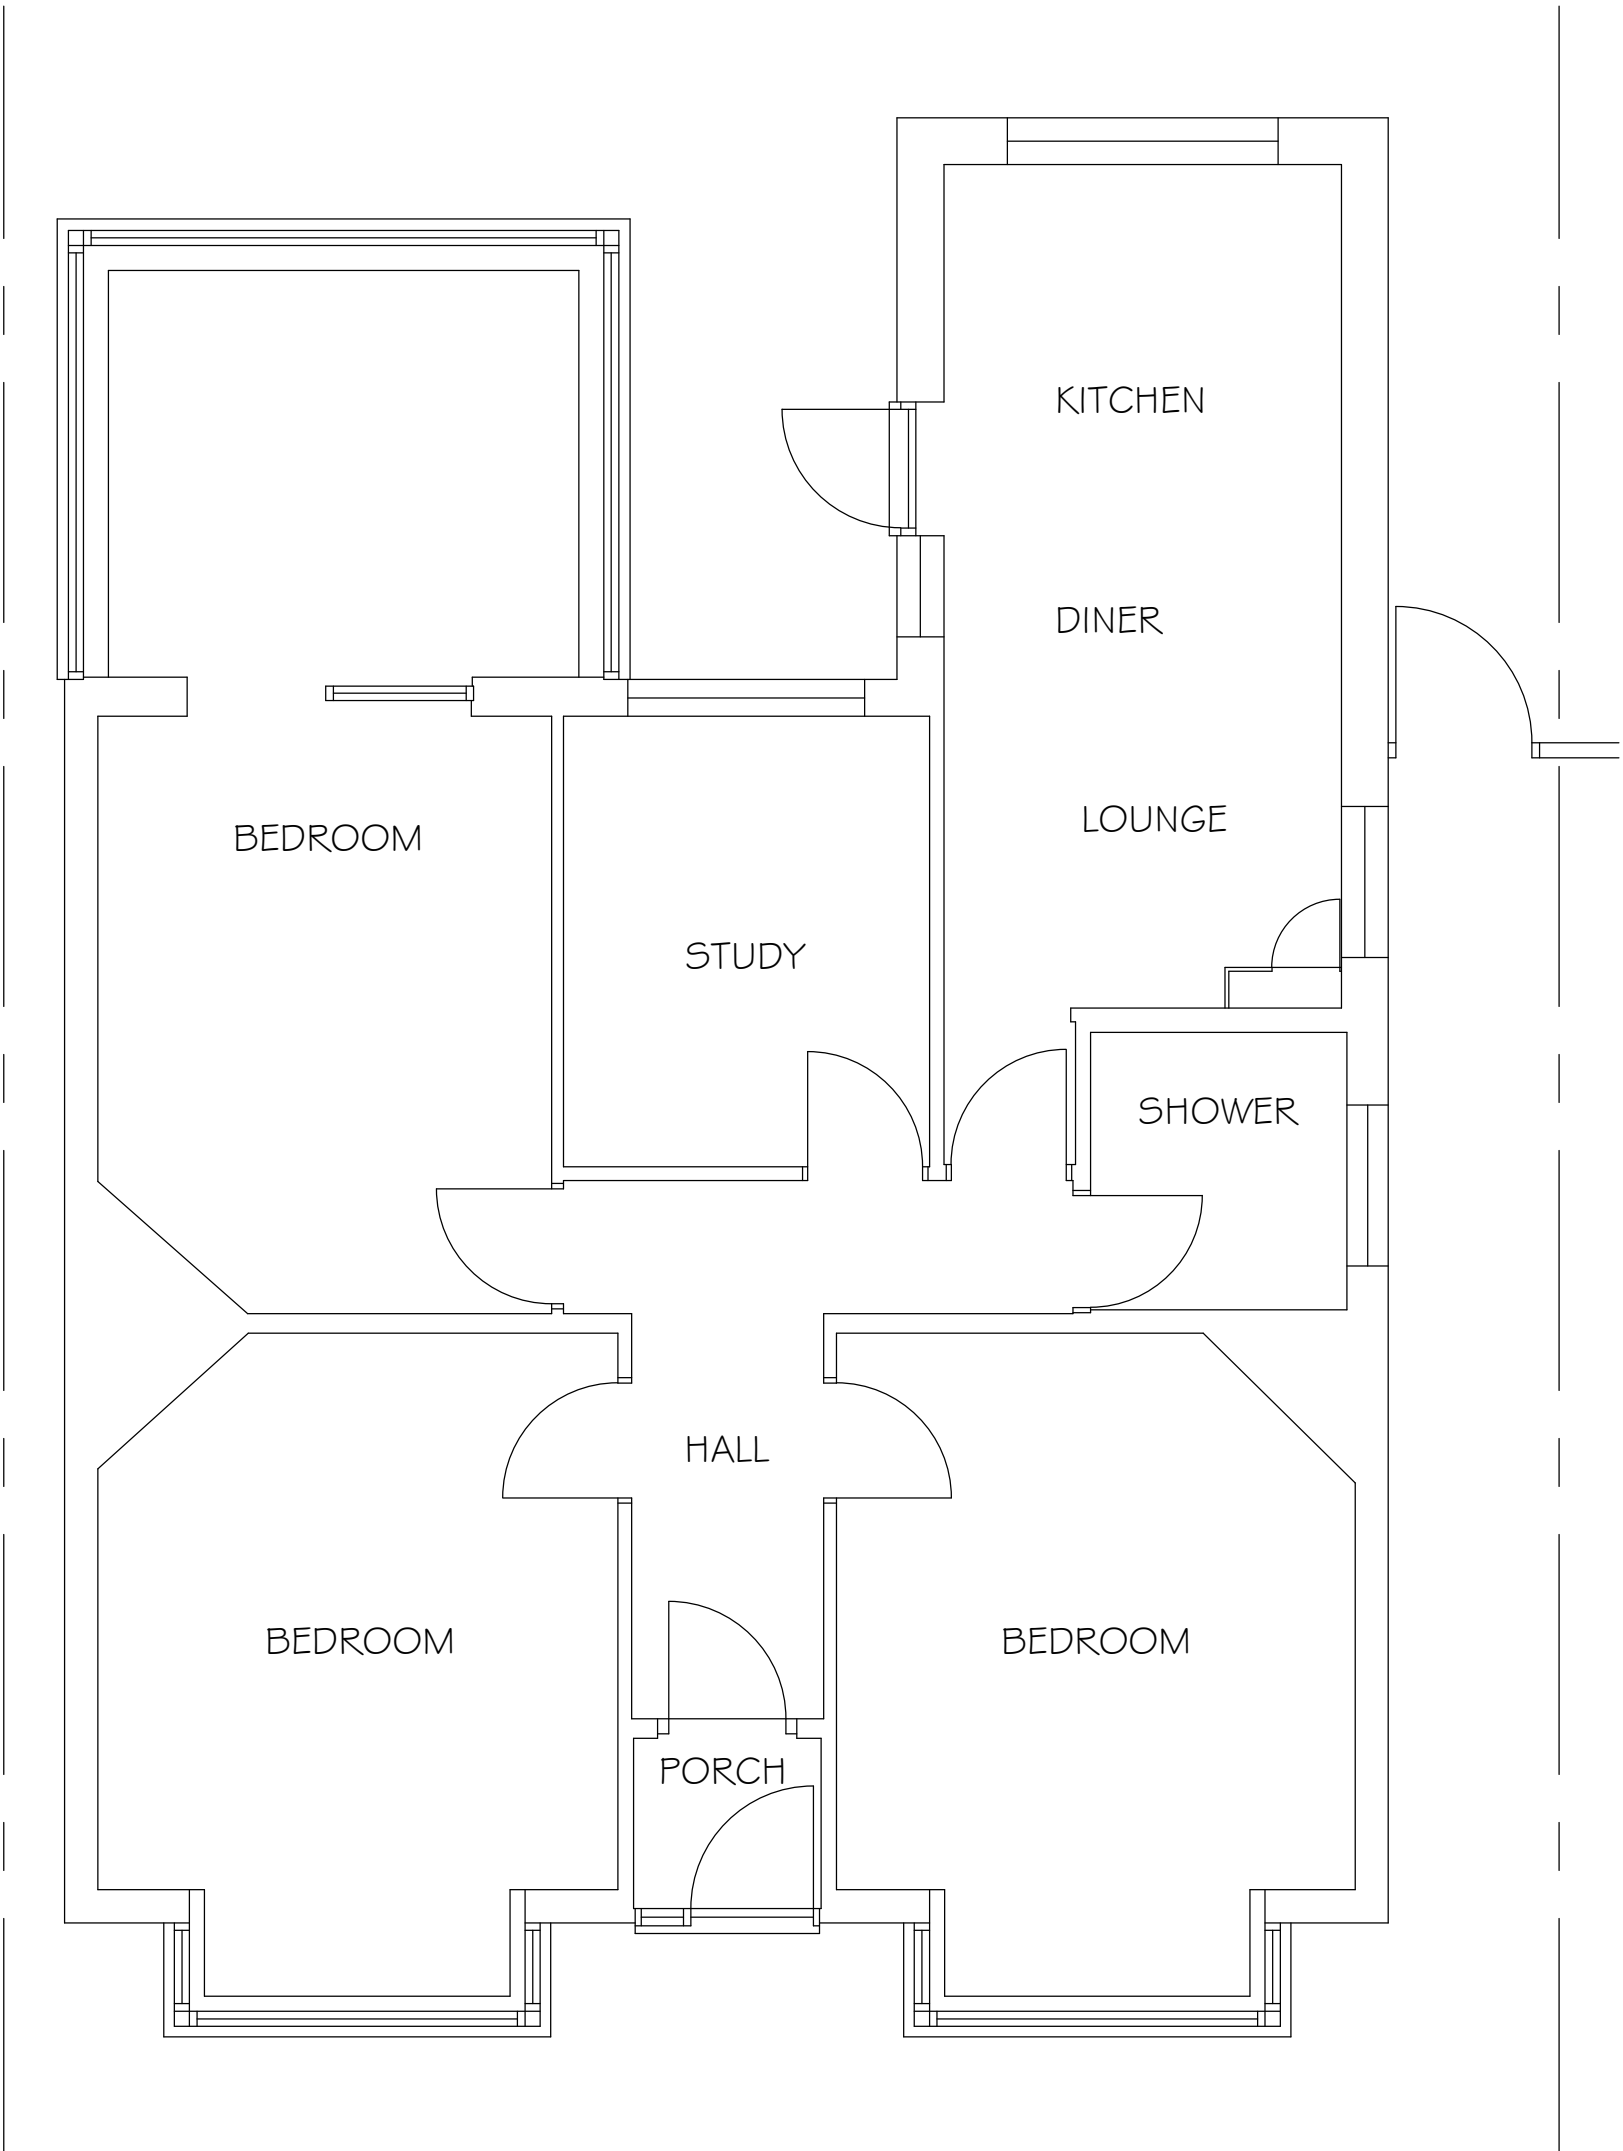 KITCHEN
DINER
LOUNGE
BEDROOM
STUDY
SHOWER
HALL
BEDROOM
BEDROOM
PORCH